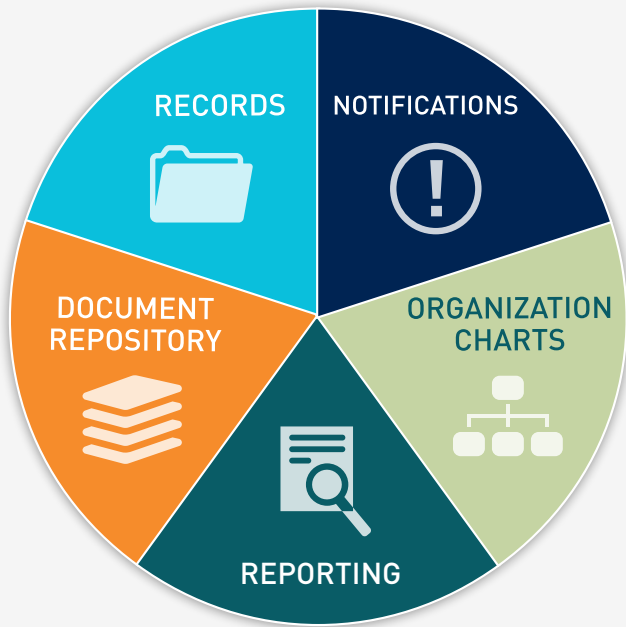 RECORDS
NOTIFICATIONS
DOCUMENT
REPOSITORY
ORGANIZATION
CHARTS
REPORTING